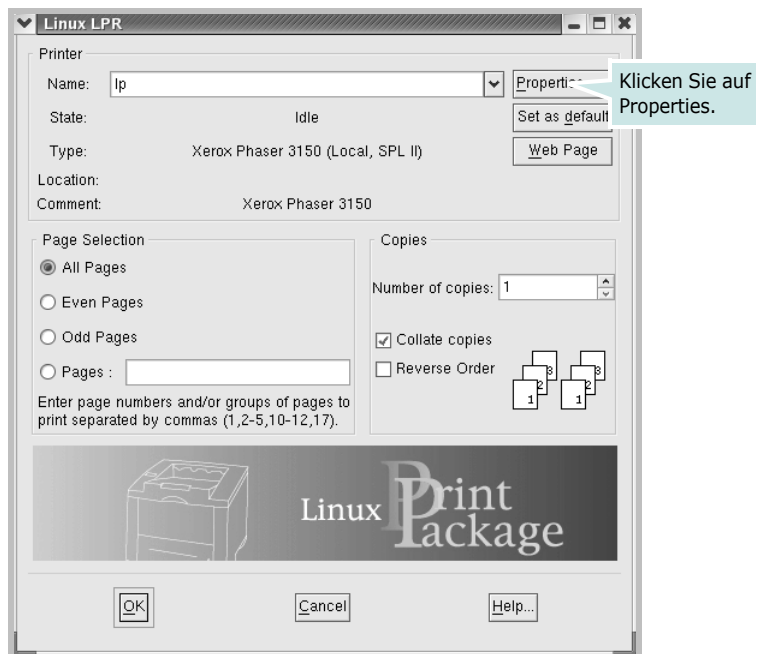 Linux LPR
Printer
Name: lp
Klicken Sie auf
Properties.
State: Idle
Set as default
Type: Xerox Phaser 3150 (Local, SPL II)
Web Page
Location:
Comment: Xerox Phaser 3150
Page Selection
All Pages
Even Pages
Odd Pages
Pages :
Enter page numbers and/or groups of pages to
print separated by commas (1,2-5,10-12,17).
Copies
Number of copies: 1
Collate copies
Reverse Order
1 2 3 1 2 3
Linux Print
Package
OK
Cancel
Help...